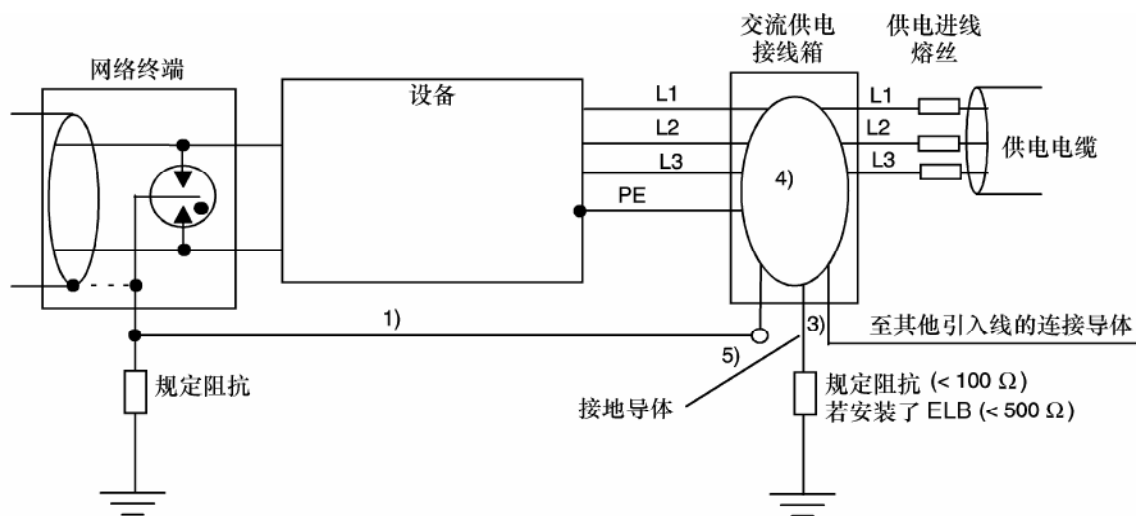 网络终端
设备
交流供电
接线箱
供电进线
熔丝
L1
L2
L3
PE
4)
L1
L2
L3
供电电缆
1)
3)
5)
至其他引入线的连接导体
规定阻抗
接地导体
规定阻抗 (< 100 Ω)
若安装了 ELB (< 500 Ω)